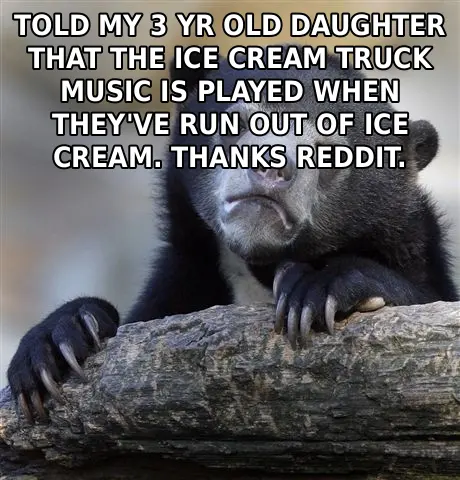 TOLD MY 3 YR OLD DAUGHTER
THAT THE ICE CREAM TRUCK
MUSIC IS PLAYED WHEN
THEY'VE RUN OUT OF ICE
CREAM. THANKS REDDIT.